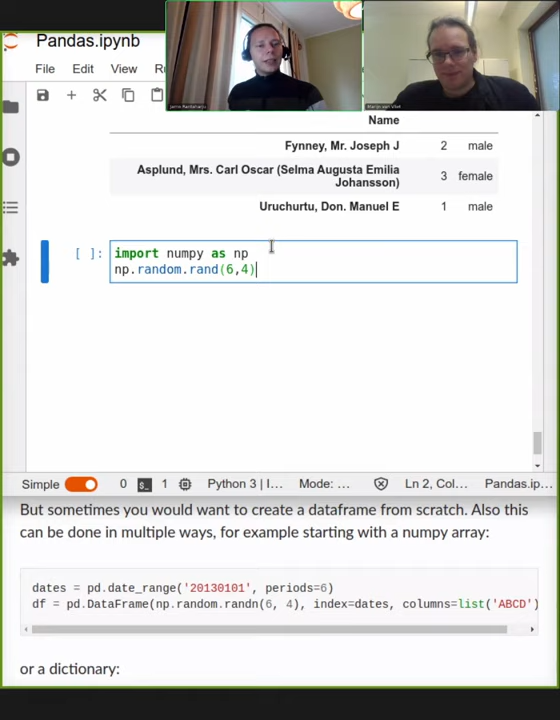 Pandas.ipynb
File Edit View Ru
Name
Fynney, Mr. Joseph J 2 male
Asplund, Mrs. Carl Oscar (Selma Augusta Emilia Johansson) 3 female
Uruchurtu, Don. Manuel E 1 male
[ ]: import numpy as np
np.random.rand(6,4)
Simple 0 $_ 1 Python 3 | I... Mode: ... Ln 2, Col... Pandas.ip...
But sometimes you would want to create a dataframe from scratch. Also this
can be done in multiple ways, for example starting with a numpy array:
dates = pd.date_range('20130101', periods=6)
df = pd.DataFrame(np.random.randn(6, 4), index=dates, columns=list('ABCD')
or a dictionary: